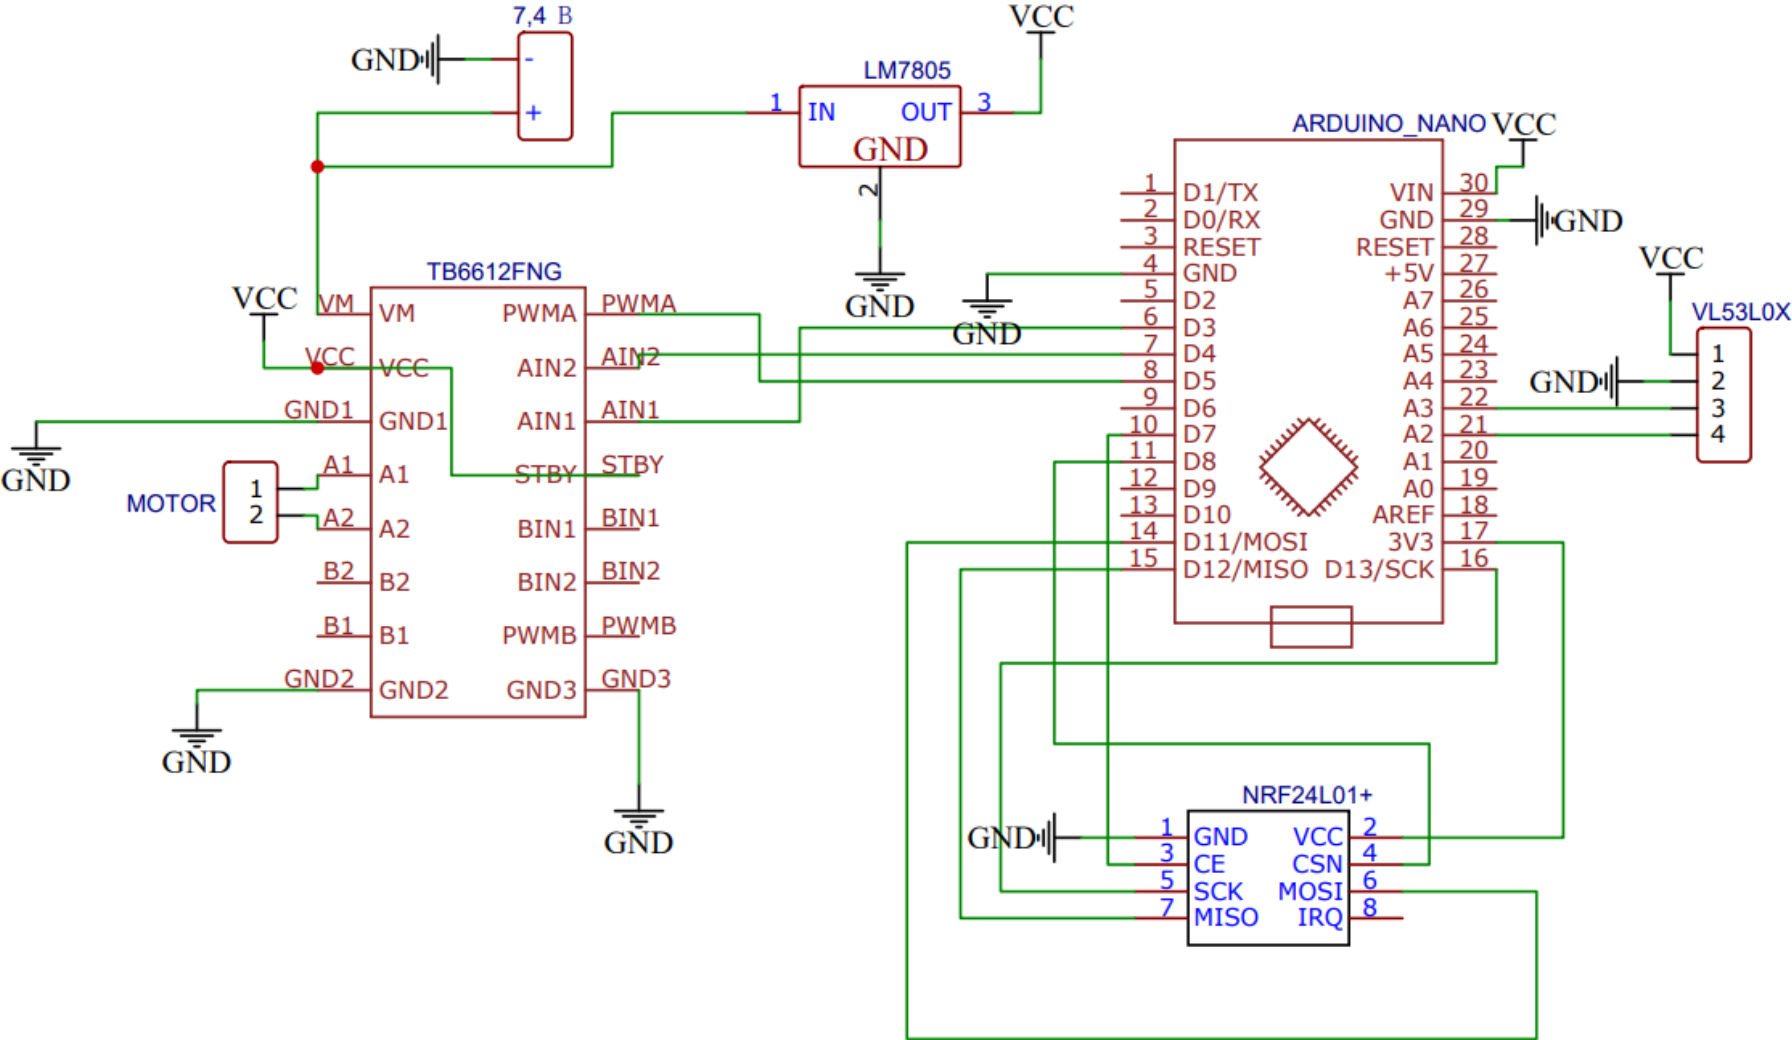 7,4 В
GND
-
+
VCC
LM7805
1 IN OUT 3
GND
2
GND
TB6612FNG
VCC
VM VM PWMA PWMA
VCC VCC AIN2 AIN2
GND1 GND1 AIN1 AIN1
GND
A1 A1 STBY STBY
MOTOR
1
2
A2 A2 BIN1 BIN1
B2 B2 BIN2 BIN2
B1 B1 PWMB PWMB
GND2 GND2 GND3 GND3
GND
GND
ARDUINO_NANO VCC
1 D1/TX VIN 30
2 D0/RX GND 29
GND
3 RESET RESET 28
4 GND +5V 27
GND
5 D2 A7 26
6 D3 A6 25
7 D4 A5 24
8 D5 A4 23
9 D6 A3 22
10 D7 A2 21
11 D8 A1 20
12 D9 A0 19
13 D10 AREF 18
14 D11/MOSI 3V3 17
15 D12/MISO D13/SCK 16
VCC
VL53L0X
1
GND
2
3
4
NRF24L01+
GND
1 GND VCC 2
3 CE CSN 4
5 SCK MOSI 6
7 MISO IRQ 8